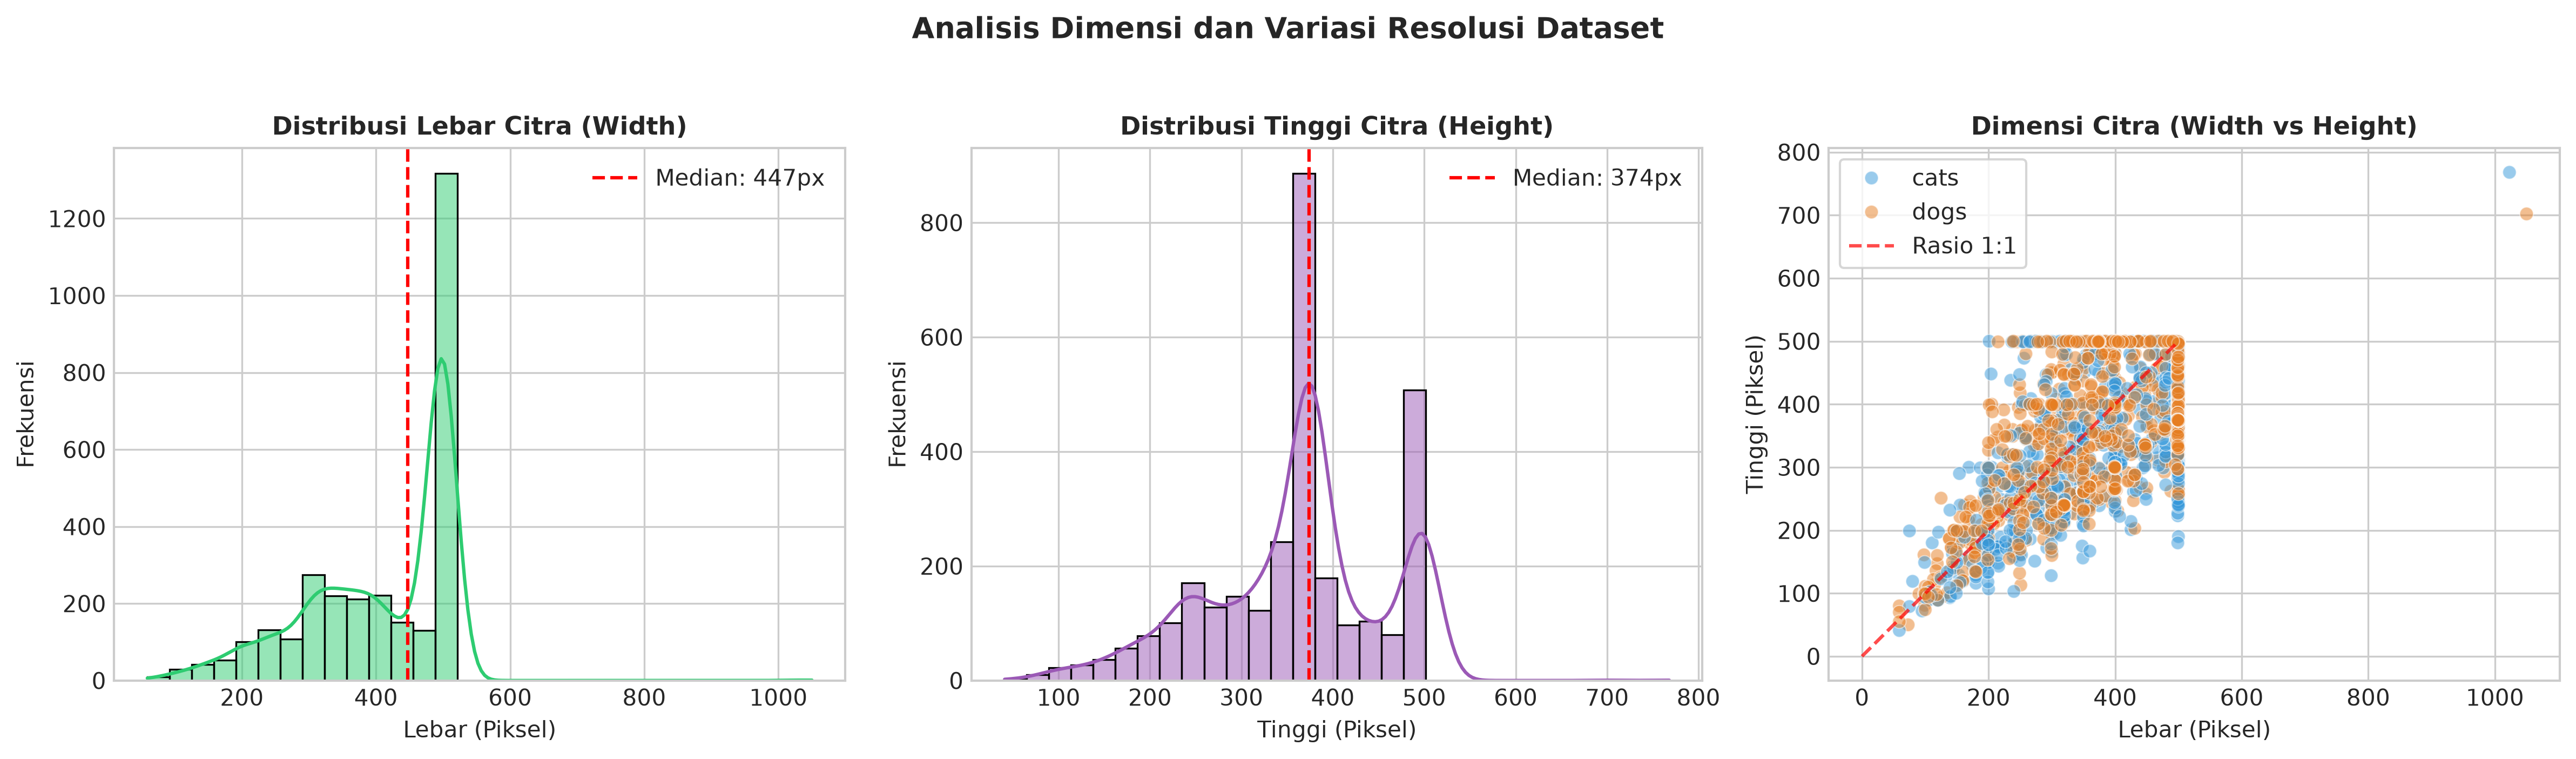 Analisis Dimensi dan Variasi Resolusi Dataset
Distribusi Lebar Citra (Width)
Median: 447px
1200
1000
800
600
400
200
0
200 400 600 800 1000
Frekuensi
Lebar (Piksel)
Distribusi Tinggi Citra (Height)
Median: 374px
800
600
400
200
0
100 200 300 400 500 600 700 800
Frekuensi
Tinggi (Piksel)
Dimensi Citra (Width vs Height)
cats
dogs
Rasio 1:1
800
700
600
500
400
300
200
100
0
0 200 400 600 800 1000
Tinggi (Piksel)
Lebar (Piksel)